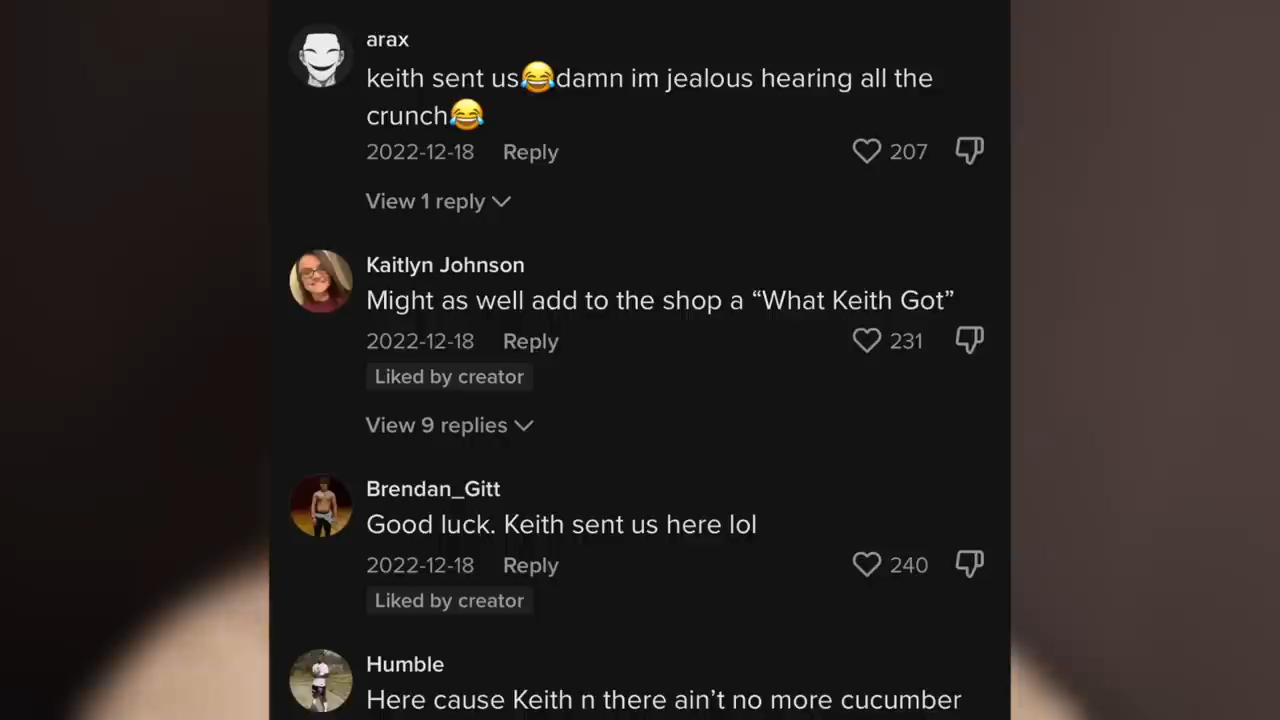 arax
keith sent us😂damn im jealous hearing all the
crunch😂
2022-12-18 Reply
207
View 1 reply
Kaitlyn Johnson
Might as well add to the shop a “What Keith Got”
2022-12-18 Reply
231
Liked by creator
View 9 replies
Brendan_Gitt
Good luck. Keith sent us here lol
2022-12-18 Reply
240
Liked by creator
Humble
Here cause Keith n there ain’t no more cucumber